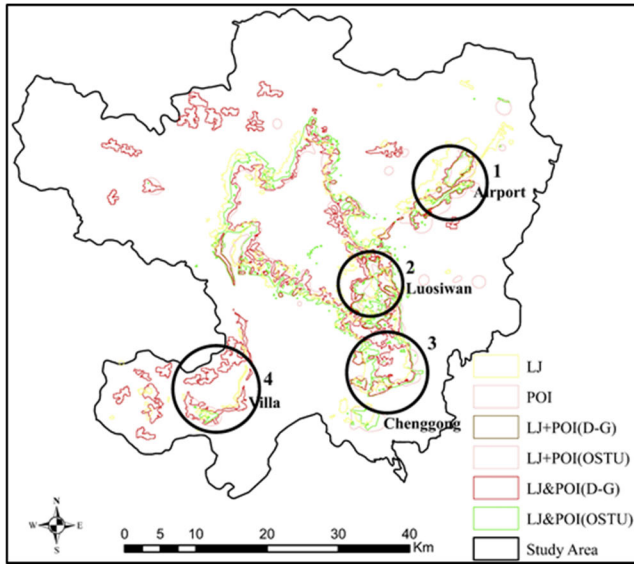 1
Airport
2
Luosiwan
3
4
Villa
Chenggong
LJ
POI
LJ+POI(D-G)
LJ+POI(OSTU)
LJ&POI(D-G)
LJ&POI(OSTU)
Study Area
N
W E
S
0 5 10 20 30 40
Km